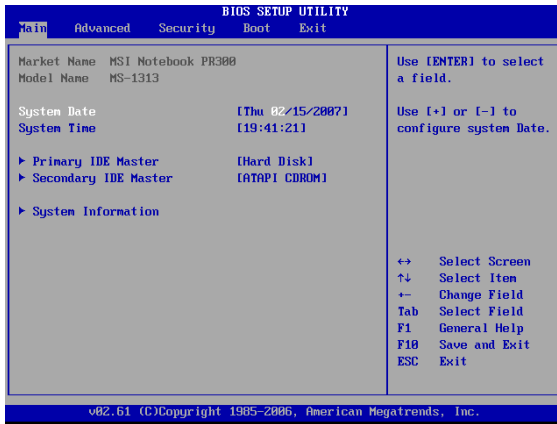 BIOS SETUP UTILITY
Main Advanced Security Boot Exit
Market Name MSI Notebook PR300
Model Name MS-1313
System Date [Thu 02/15/2007]
System Time [19:41:21]
► Primary IDE Master [Hard Disk]
► Secondary IDE Master [ATAPI CDROM]
► System Information
Use [ENTER] to select
a field.
Use [+] or [-] to
configure system Date.
↔ Select Screen
↑↓ Select Item
+- Change Field
Tab Select Field
F1 General Help
F10 Save and Exit
ESC Exit
v02.61 (C)Copyright 1985-2006, American Megatrends, Inc.